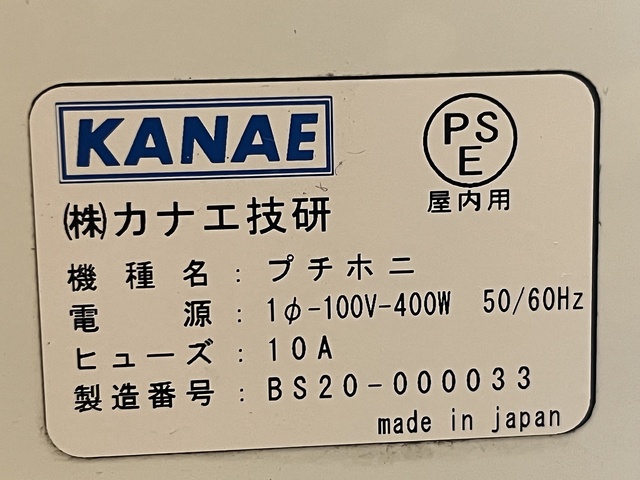 KANAE
PSE
屋内用
㈱カナエ技研
機種名：プチホニ
電源：1φ-100V-400W 50/60Hz
ヒューズ：10A
製造番号：BS20-000033
made in japan